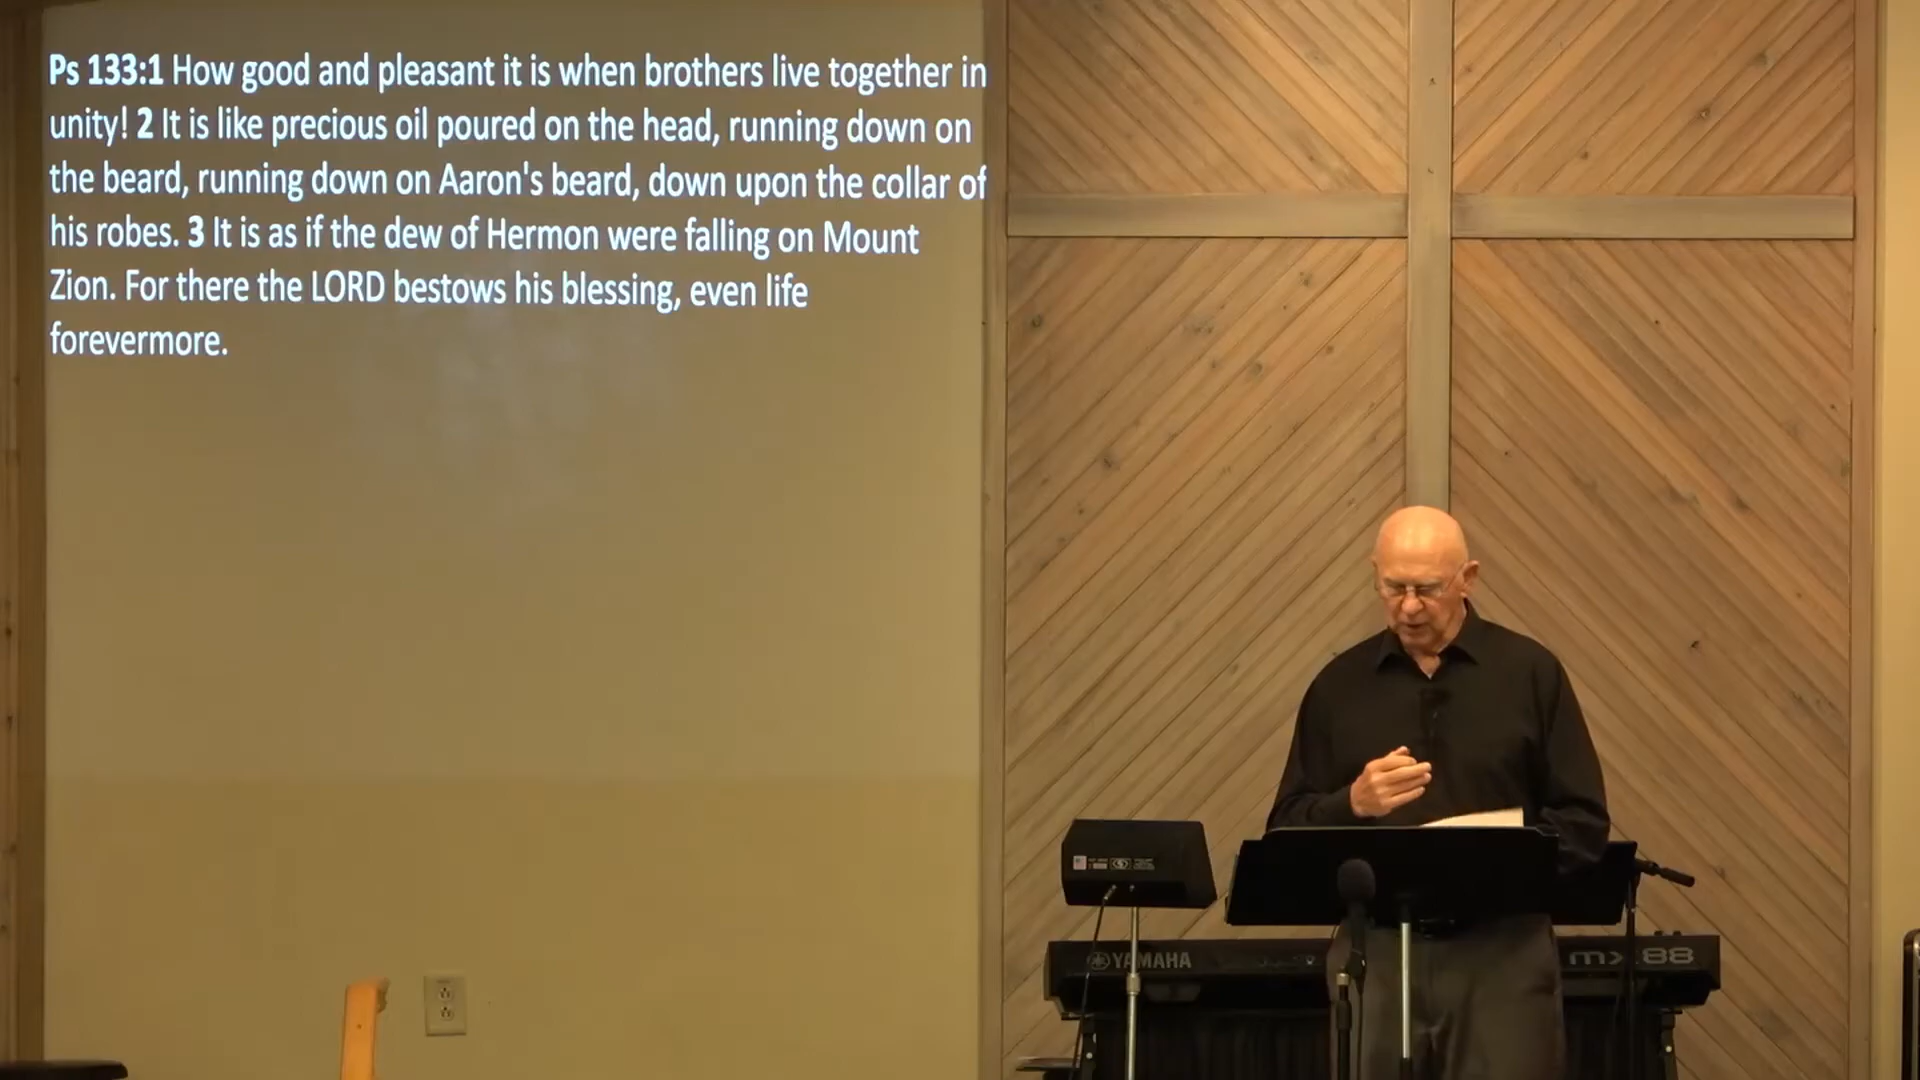 Ps 133:1 How good and pleasant it is when brothers live together in
unity! 2 It is like precious oil poured on the head, running down on
the beard, running down on Aaron's beard, down upon the collar of
his robes. 3 It is as if the dew of Hermon were falling on Mount
Zion. For there the LORD bestows his blessing, even life
forevermore.
YAMAHA
mx 88